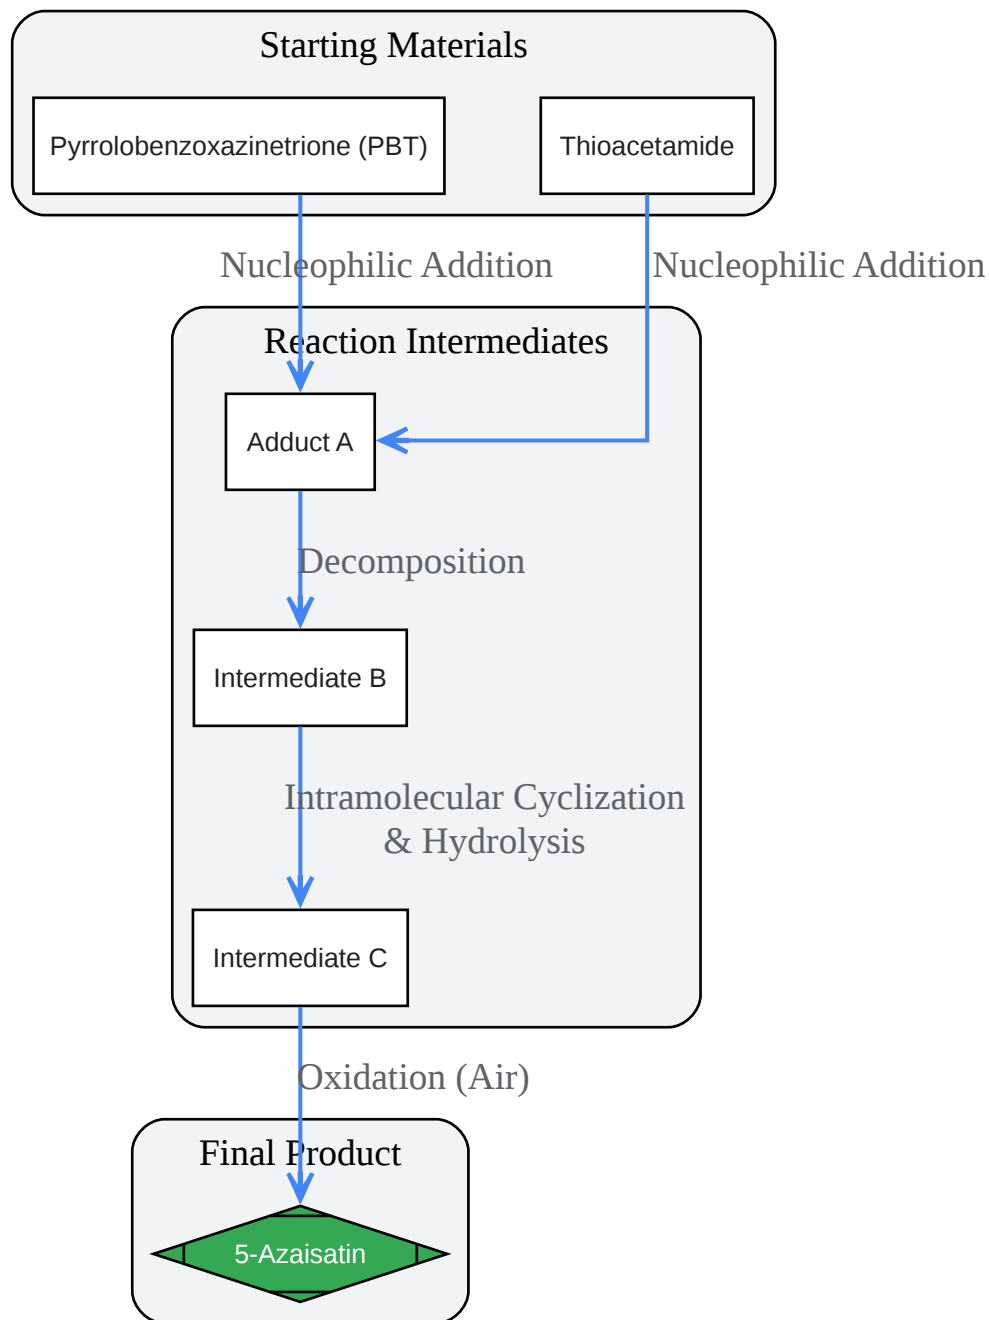 Starting Materials
Pyrrolobenzoxazinetrione (PBT)
Thioacetamide
Nucleophilic Addition
Nucleophilic Addition
Reaction Intermediates
Adduct A
Decomposition
Intermediate B
Intramolecular Cyclization
& Hydrolysis
Intermediate C
Oxidation (Air)
Final Product
5-Azaisatin